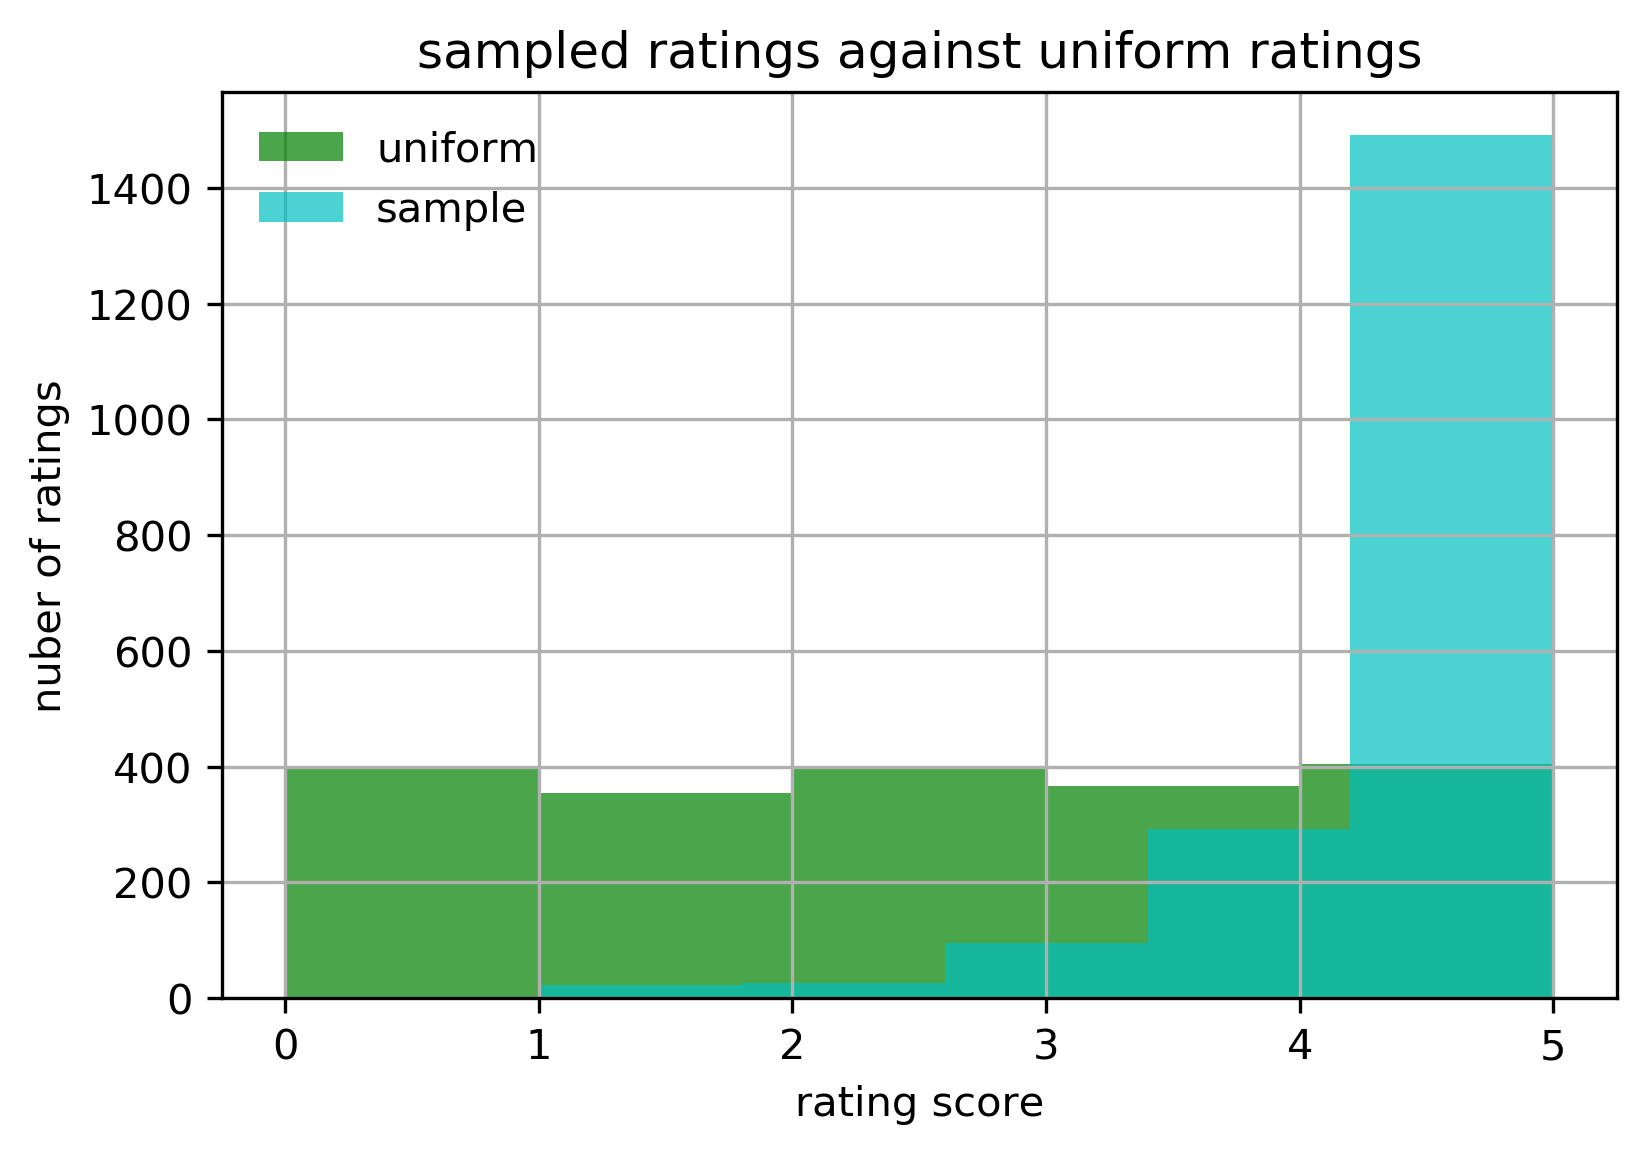 sampled ratings against uniform ratings
uniform
sample
1400
1200
1000
800
600
400
200
0
nuber of ratings
0 1 2 3 4 5
rating score